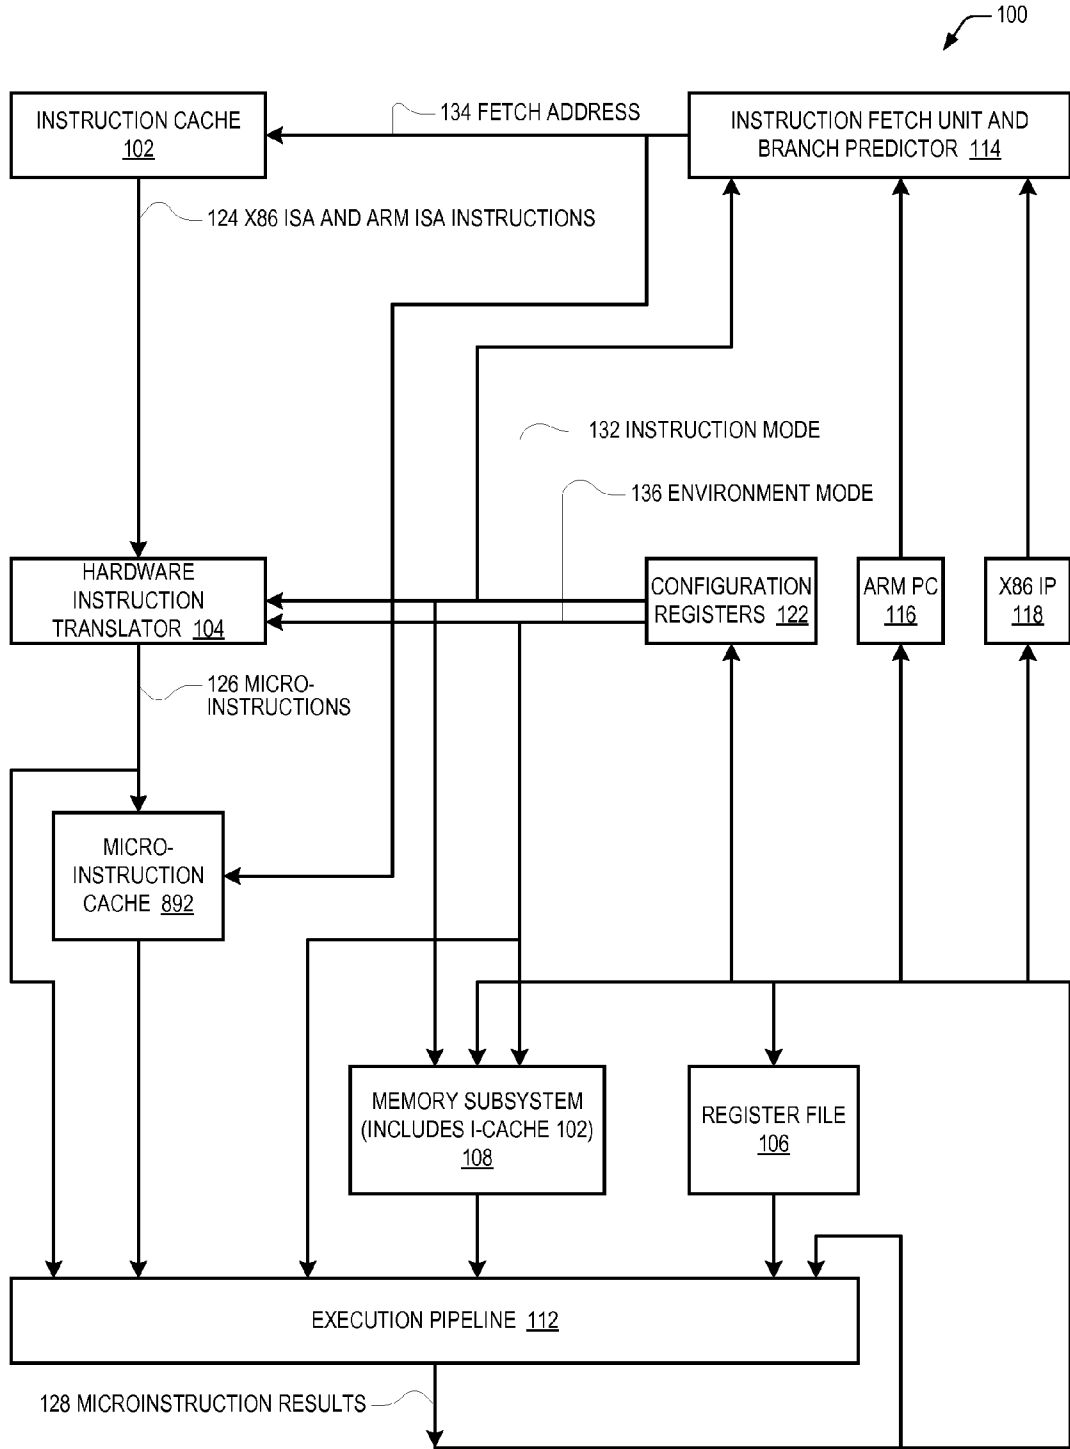 100
INSTRUCTION CACHE
102
134 FETCH ADDRESS
INSTRUCTION FETCH UNIT AND
BRANCH PREDICTOR 114
124 X86 ISA AND ARM ISA INSTRUCTIONS
132 INSTRUCTION MODE
136 ENVIRONMENT MODE
HARDWARE
INSTRUCTION
TRANSLATOR 104
CONFIGURATION
REGISTERS 122
ARM PC
116
X86 IP
118
126 MICRO-
INSTRUCTIONS
MICRO-
INSTRUCTION
CACHE 892
MEMORY SUBSYSTEM
(INCLUDES I-CACHE 102)
108
REGISTER FILE
106
EXECUTION PIPELINE 112
128 MICROINSTRUCTION RESULTS